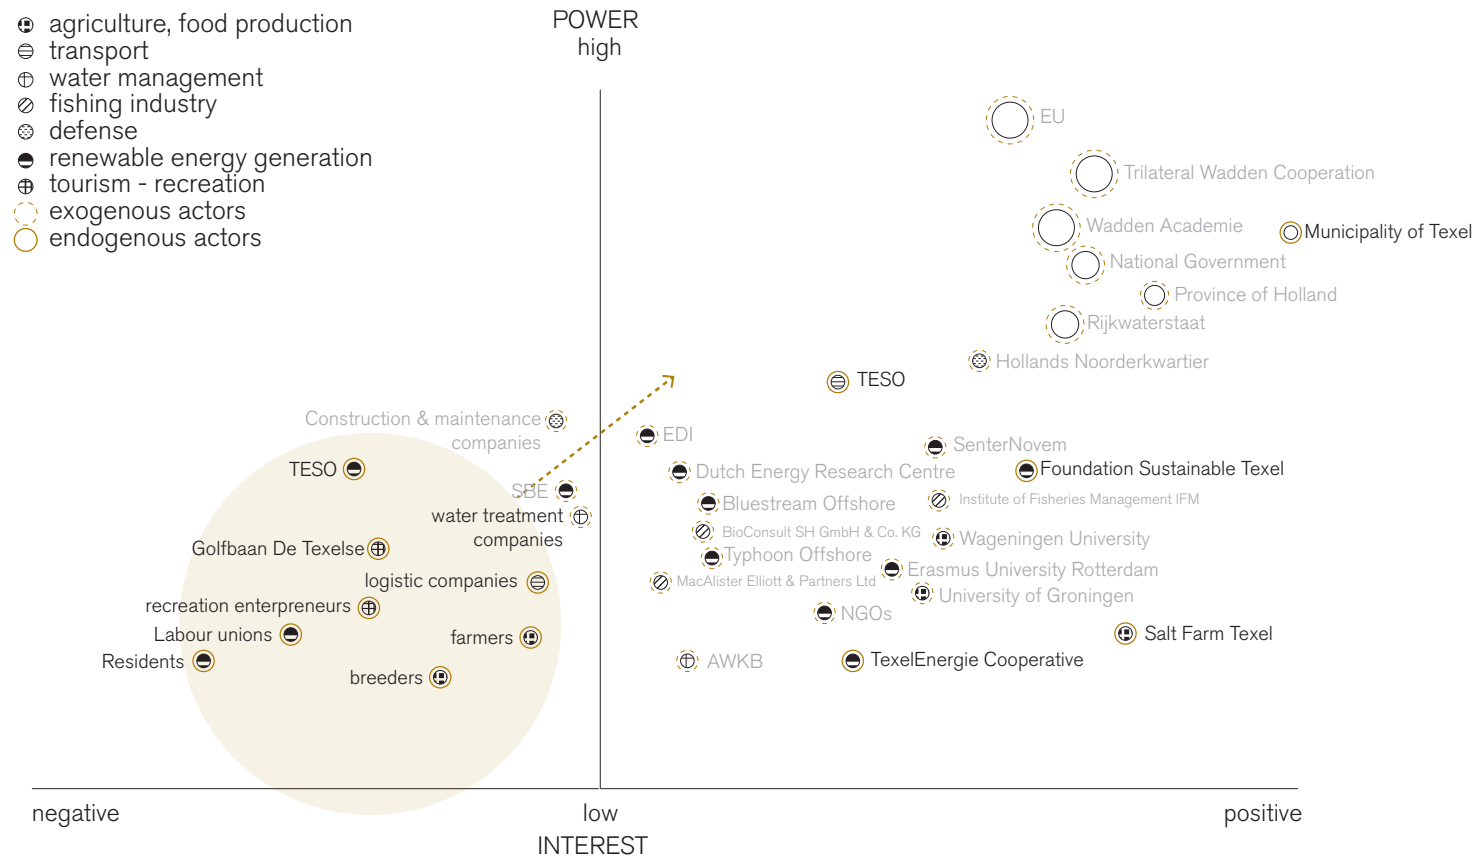 agriculture, food production
transport
water management
fishing industry
defense
renewable energy generation
tourism - recreation
exogenous actors
endogenous actors
POWER
high
EU
Trilateral Wadden Cooperation
Wadden Academie
Municipality of Texel
National Government
Province of Holland
Rijkwaterstaat
Hollands Noorderkwartier
TESO
Construction & maintenance
companies
EDI
SenterNovem
TESO
Dutch Energy Research Centre
Foundation Sustainable Texel
SBE
Bluestream Offshore
Institute of Fisheries Management IFM
water treatment
companies
BioConsult SH GmbH & Co. KG
Wageningen University
Golfbaan De Texelse
Typhoon Offshore
Erasmus University Rotterdam
logistic companies
MacAlister Elliott & Partners Ltd
University of Groningen
recreation enterpreneurs
NGOs
Labour unions
farmers
Salt Farm Texel
Residents
AWKB
TexelEnergie Cooperative
breeders
negative
low
positive
INTEREST